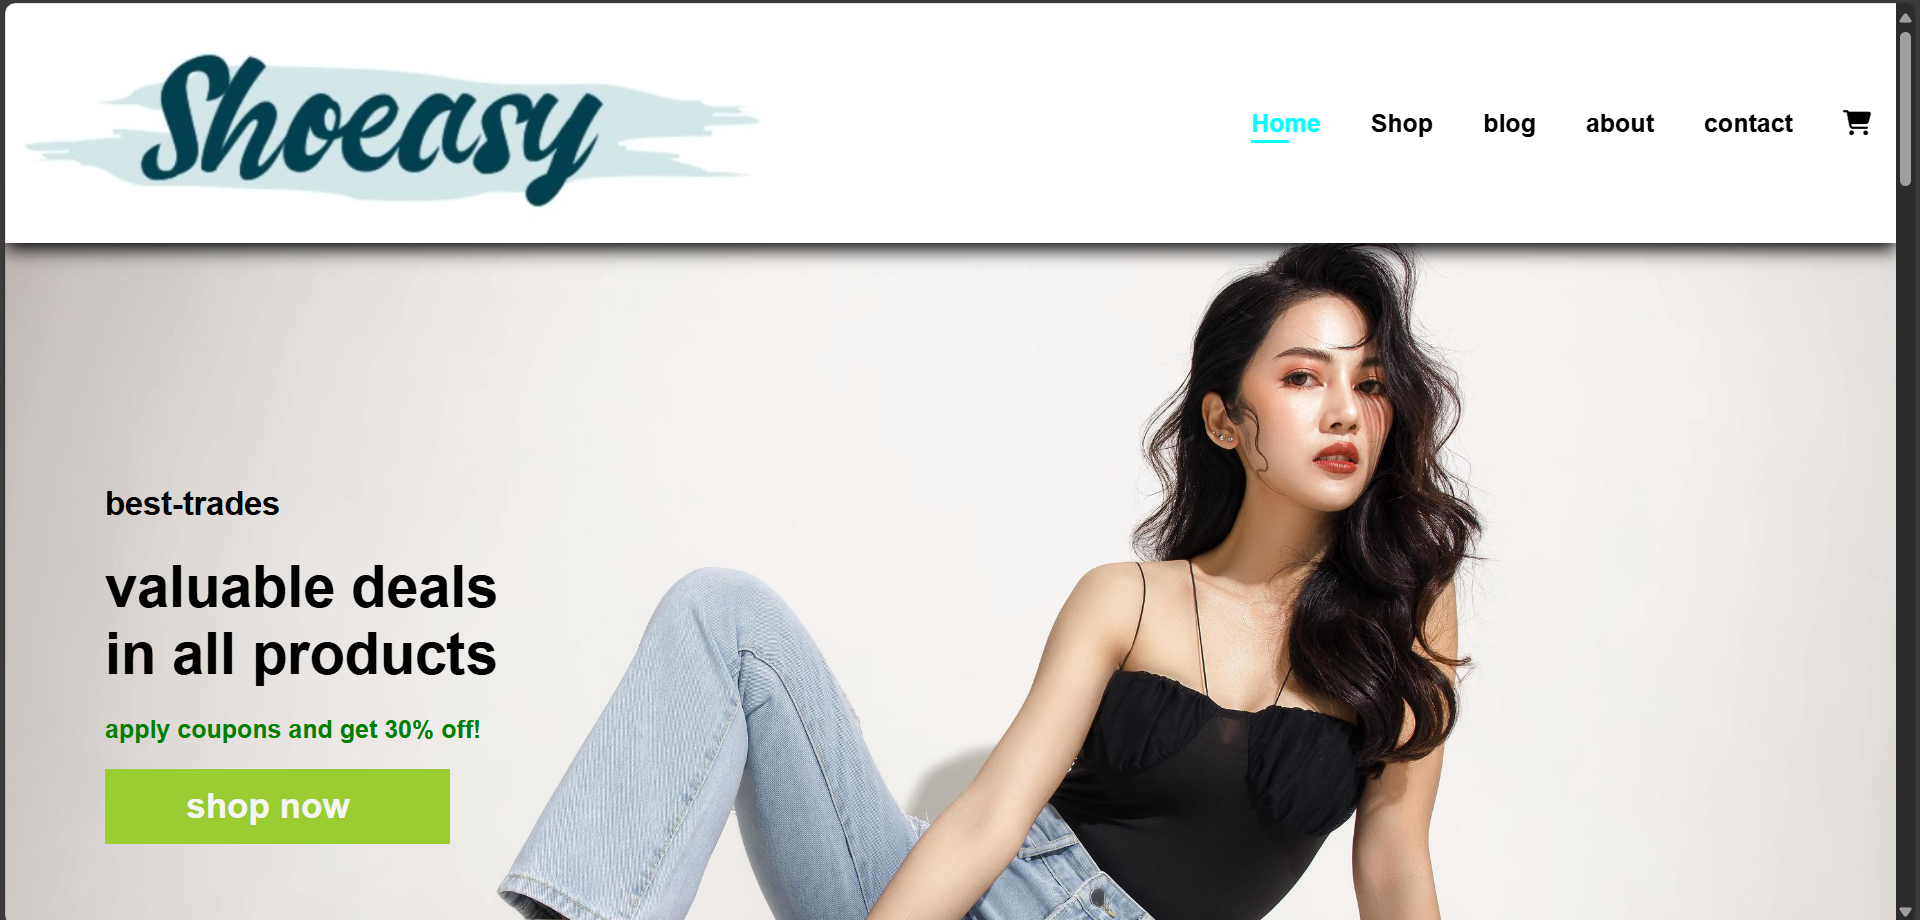 Shoeasy
Home Shop blog about contact
best-trades
valuable deals
in all products
apply coupons and get 30% off!
shop now